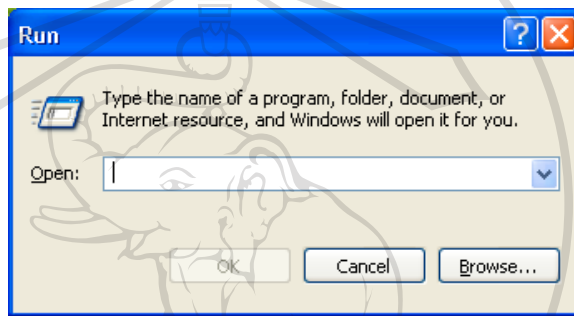 Run
Type the name of a program, folder, document, or
Internet resource, and Windows will open it for you.
Open:
OK
Cancel
Browse...